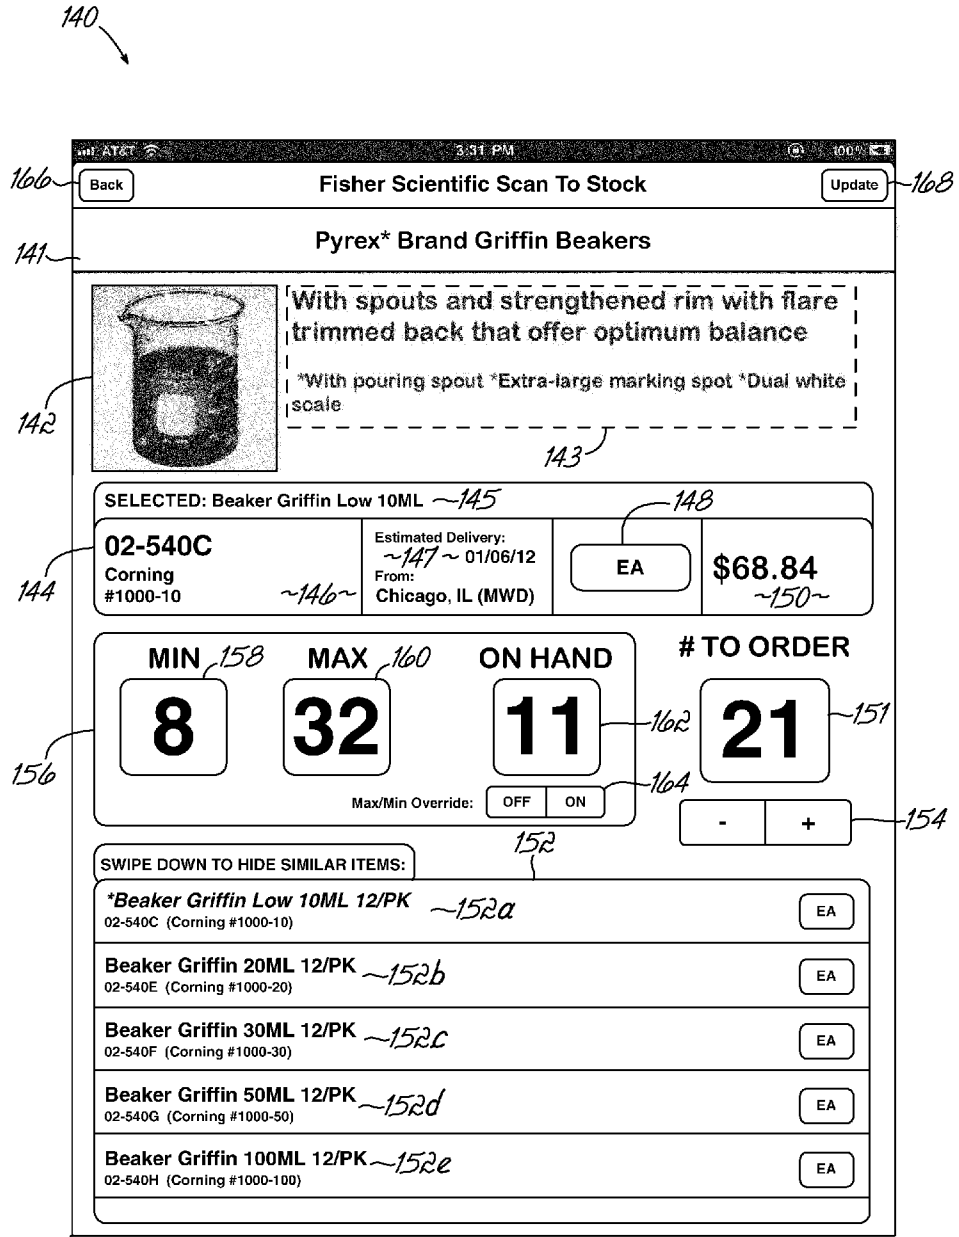 140
AT&T 3:31 PM 100%
166 Back Fisher Scientific Scan To Stock Update 168
141 Pyrex* Brand Griffin Beakers
With spouts and strengthened rim with flare
trimmed back that offer optimum balance
*With pouring spout *Extra-large marking spot *Dual white
scale
142
143
SELECTED: Beaker Griffin Low 10ML ~145
148
144
02-540C
Corning
#1000-10
~146~
Estimated Delivery:
~147~ 01/06/12
From:
Chicago, IL (MWD)
EA
$68.84
~150~
MIN 158 MAX 160 ON HAND # TO ORDER
8 32 11 162 21 151
156
Max/Min Override: OFF ON 164
- + 154
152
SWIPE DOWN TO HIDE SIMILAR ITEMS:
*Beaker Griffin Low 10ML 12/PK ~152a EA
02-540C (Corning #1000-10)
Beaker Griffin 20ML 12/PK ~152b EA
02-540E (Corning #1000-20)
Beaker Griffin 30ML 12/PK ~152c EA
02-540F (Corning #1000-30)
Beaker Griffin 50ML 12/PK ~152d EA
02-540G (Corning #1000-50)
Beaker Griffin 100ML 12/PK ~152e EA
02-540H (Corning #1000-100)